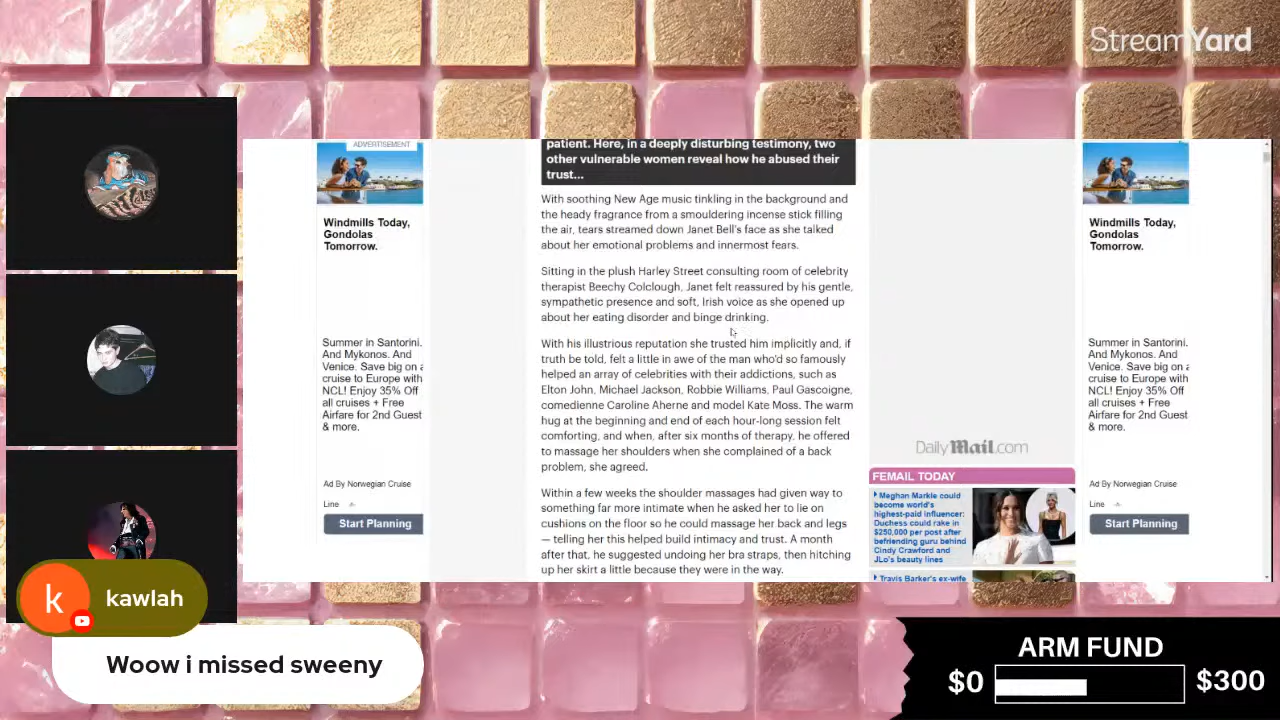 StreamYard
ADVERTISEMENT
Windmills Today,
Gondolas
Tomorrow.
Summer in Santorini.
And Mykonos. And
Venice. Save big on a
cruise to Europe with
NCL! Enjoy 35% Off
all cruises + Free
Airfare for 2nd Guest
& more.
Ad By Norwegian Cruise
Line
Start Planning
patient. Here, in a deeply disturbing testimony, two
other vulnerable women reveal how he abused their
trust...
With soothing New Age music tinkling in the background and
the heady fragrance from a smouldering incense stick filling
the air, tears streamed down Janet Bell's face as she talked
about her emotional problems and innermost fears.
Sitting in the plush Harley Street consulting room of celebrity
therapist Beechy Colclough, Janet felt reassured by his gentle,
sympathetic presence and soft, Irish voice as she opened up
about her eating disorder and binge drinking.
With his illustrious reputation she trusted him implicitly and, if
truth be told, felt a little in awe of the man who'd so famously
helped an array of celebrities with their addictions, such as
Elton John, Michael Jackson, Robbie Williams, Paul Gascoigne,
comedienne Caroline Aherne and model Kate Moss. The warm
hug at the beginning and end of each hour-long session felt
comforting, and when, after six months of therapy, he offered
to massage her shoulders when she complained of a back
problem, she agreed.
Within a few weeks the shoulder massages had given way to
something far more intimate when he asked her to lie on
cushions on the floor so he could massage her back and legs
— telling her this helped build intimacy and trust. A month
after that, he suggested undoing her bra straps, then hitching
up her skirt a little because they were in the way.
DailyMail.com
FEMAIL TODAY
Meghan Markle could
become world's
highest-paid influencer:
Duchess could rake in
$250,000 per post after
befriending guru behind
Cindy Crawford and
JLo's beauty lines
Travis Barker's ex-wife
Windmills Today,
Gondolas
Tomorrow.
Summer in Santorini.
And Mykonos. And
Venice. Save big on a
cruise to Europe with
NCL! Enjoy 35% Off
all cruises + Free
Airfare for 2nd Guest
& more.
Ad By Norwegian Cruise
Line
Start Planning
k
kawlah
Woow i missed sweeny
ARM FUND
$0 $300